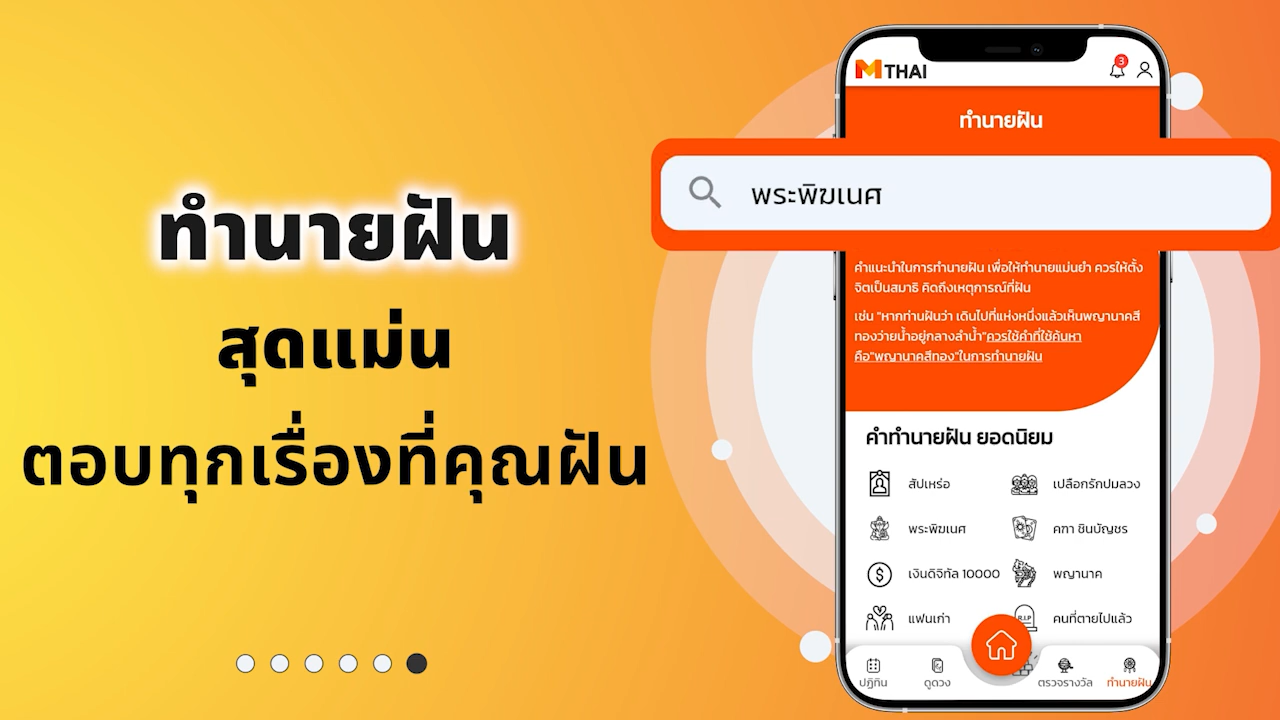 ทำนายฝัน
สุดแม่น
ตอบทุกเรื่องที่คุณฝัน
MTHAI
3
ทำนายฝัน
พระพิฆเนศ
คำแนะนำในการทำนายฝัน เพื่อให้ทำนายแม่นยำ ควรให้ตั้ง
จิตเป็นสมาธิ คิดถึงเหตุการณ์ที่ฝัน
เช่น "หากท่านฝันว่า เดินไปที่แห่งหนึ่งแล้วเห็นพญานาคสี
ทองว่ายน้ำอยู่กลางลำน้ำ"ควรใช้คำที่ใช้ค้นหา
คือ"พญานาคสีทอง"ในการทำนายฝัน
คำทำนายฝัน ยอดนิยม
สัปเหร่อ เปลือกรักปมลวง
พระพิฆเนศ คฑา ชินบัญชร
$ เงินดิจิทัล 10000 พญานาค
แฟนเก่า R.I.P คนที่ตายไปแล้ว
ปฏิทิน ดูดวง ตรวจรางวัล ทำนายฝัน